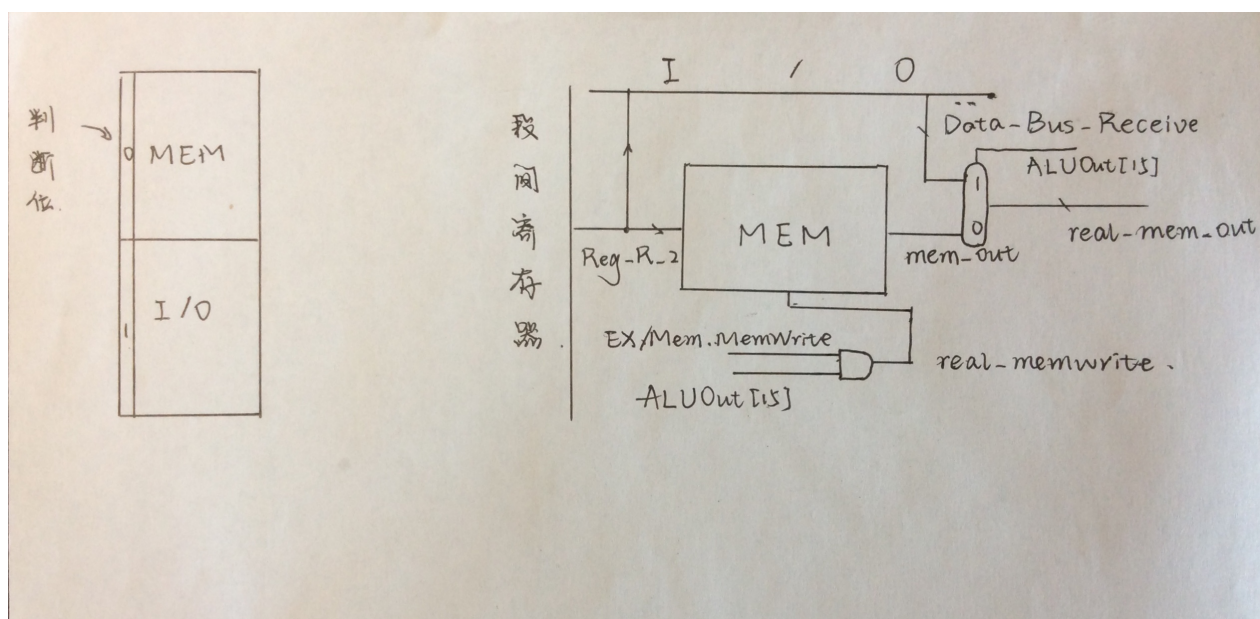 判断位.
0
MEM
1
I/O
段间寄存器.
I / O
Data-Bus-Receive
ALUOut[15]
1
0
real-mem-out
MEM
Reg-R-2
mem-out
EX/Mem.MemWrite
real-memwrite.
ALUOut[15]